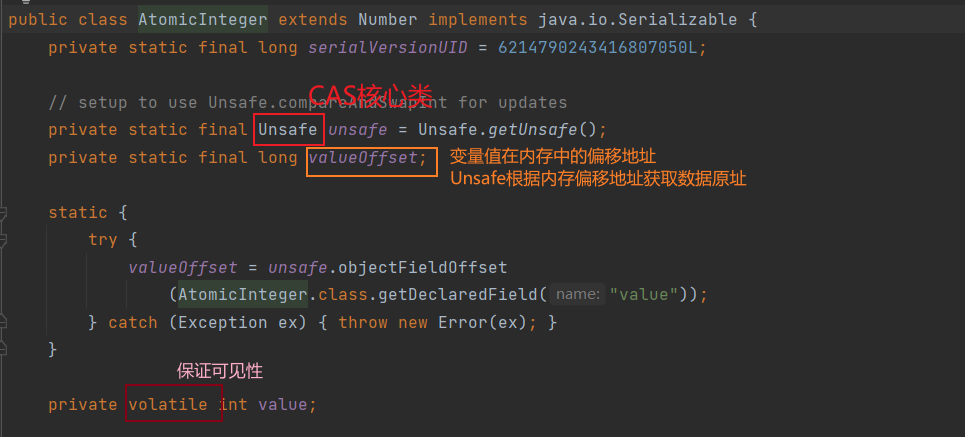 public class AtomicInteger extends Number implements java.io.Serializable {
private static final long serialVersionUID = 6214790243416807050L;
CAS核心类
// setup to use Unsafe.compareAndSwapInt for updates
private static final Unsafe unsafe = Unsafe.getUnsafe();
private static final long valueOffset;
变量值在内存中的偏移地址
Unsafe根据内存偏移地址获取数据原址
static {
try {
valueOffset = unsafe.objectFieldOffset
(AtomicInteger.class.getDeclaredField( name: "value"));
} catch (Exception ex) { throw new Error(ex); }
}
保证可见性
private volatile int value;